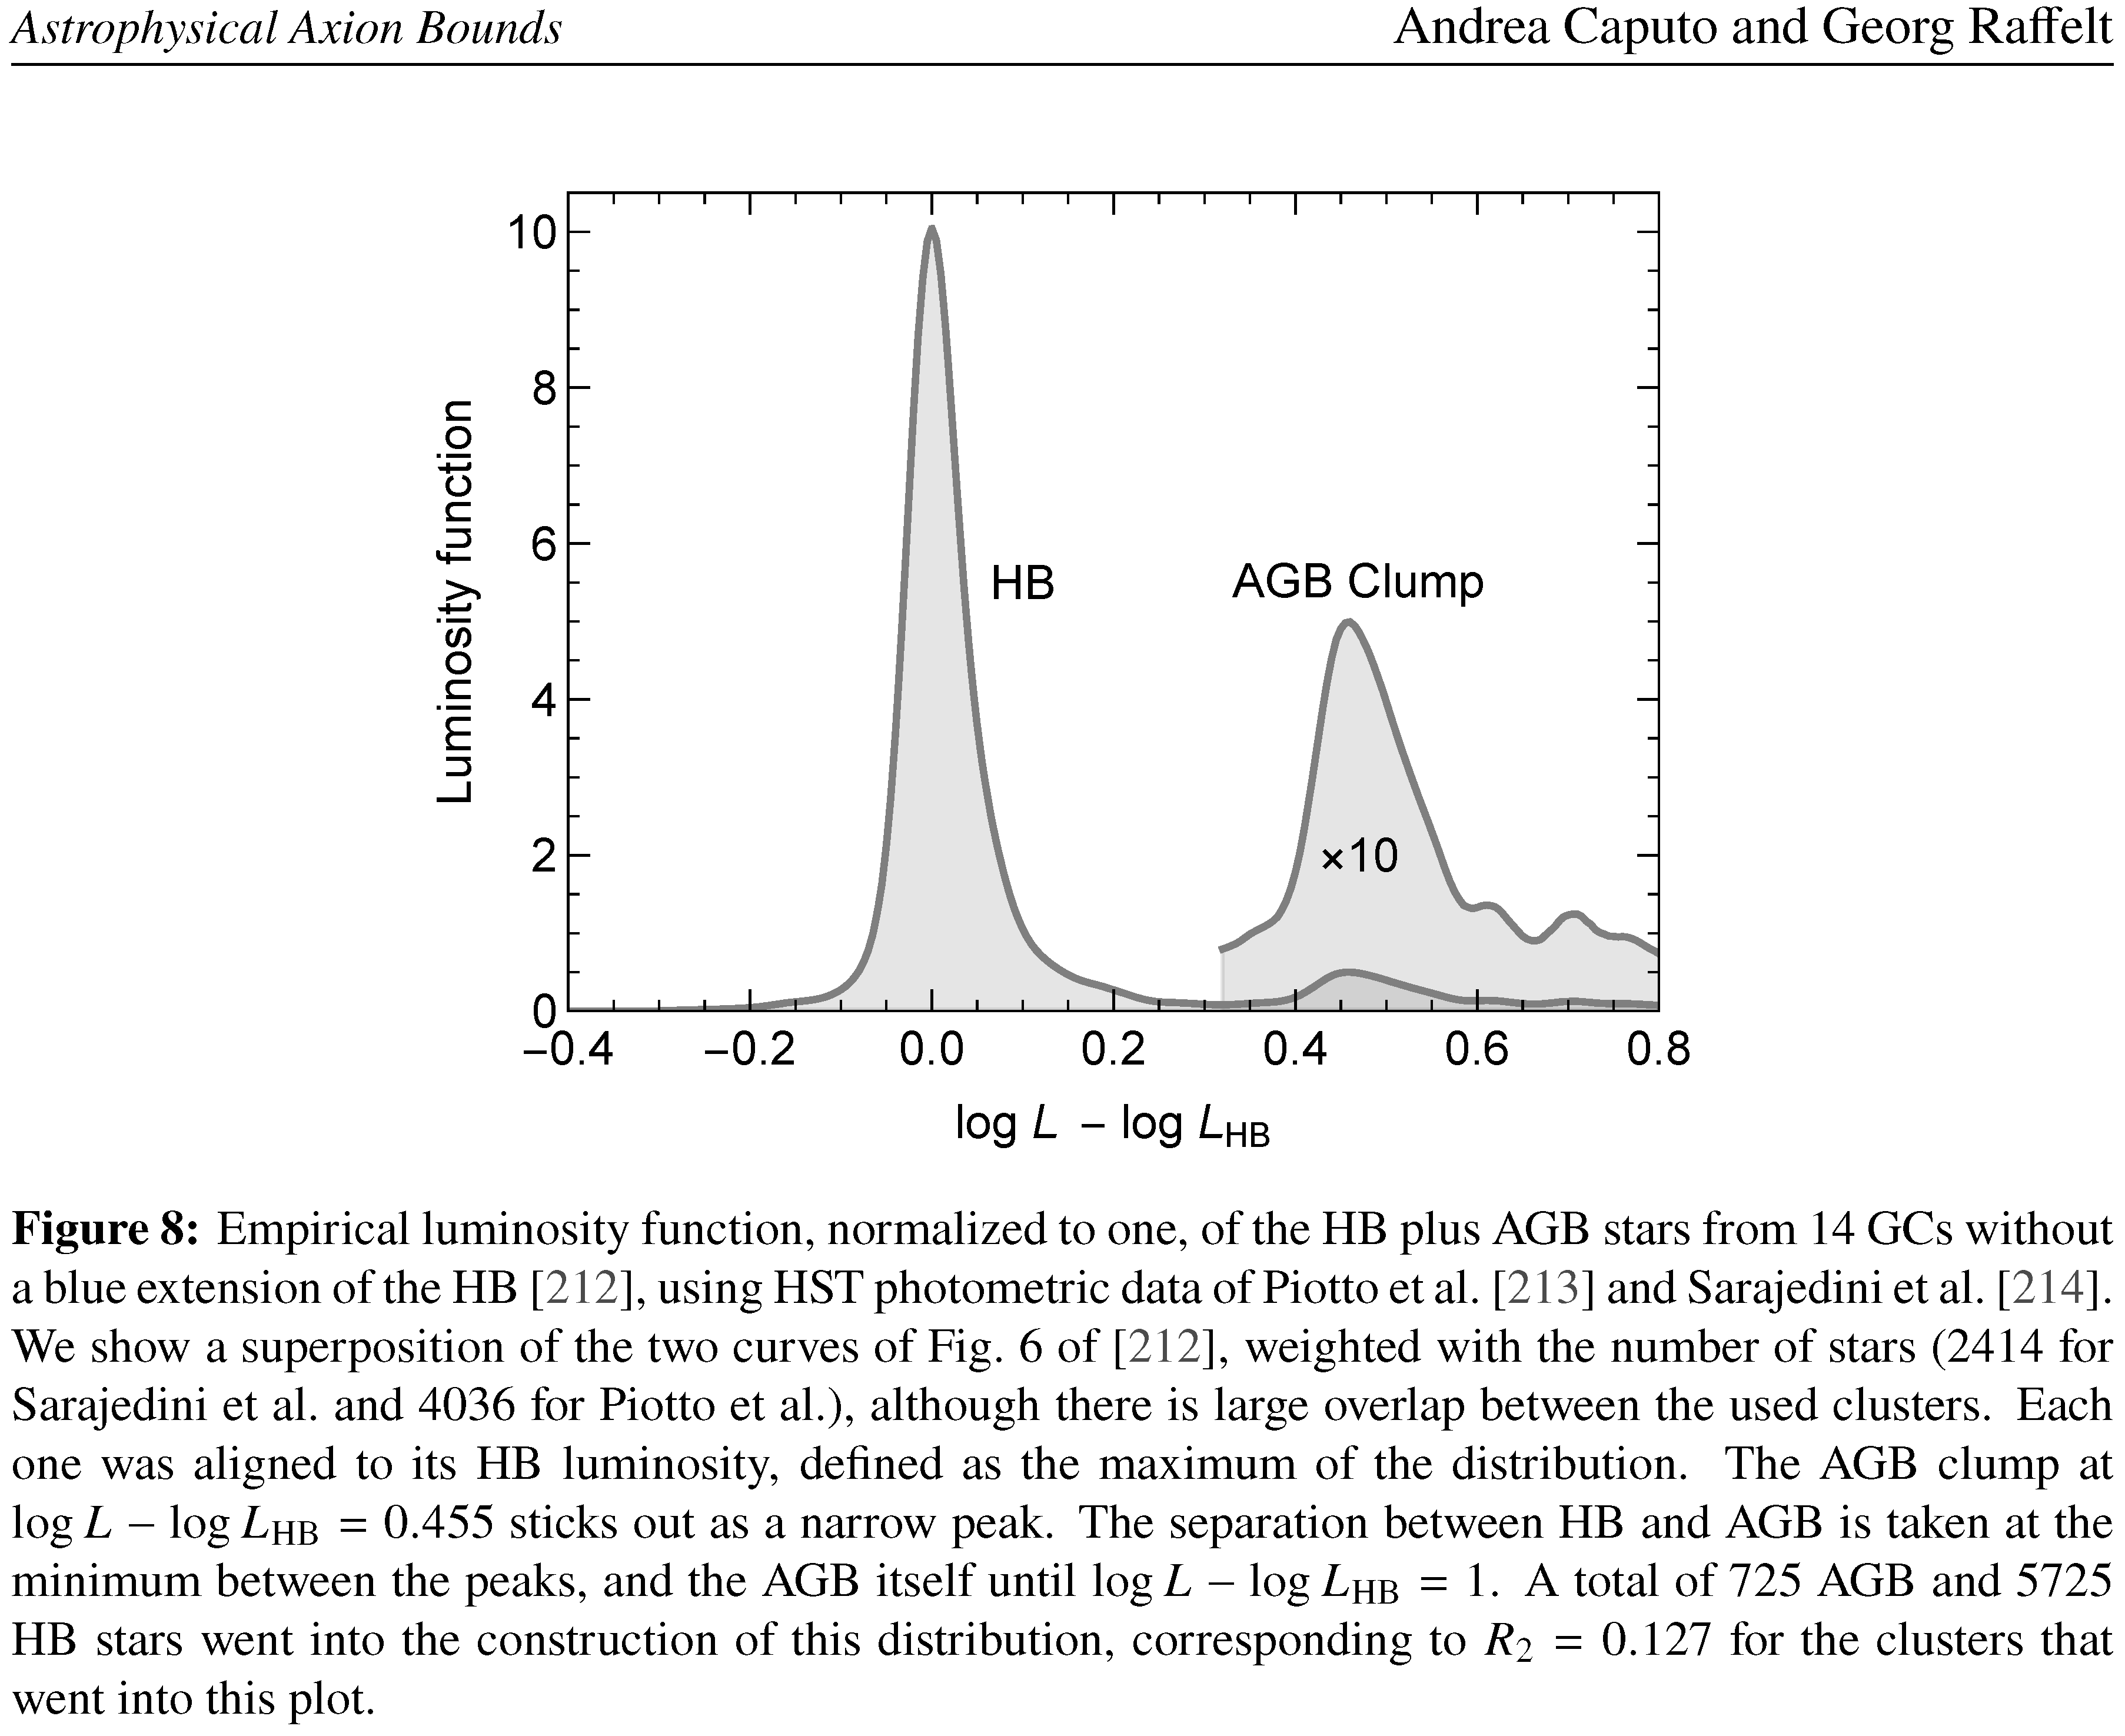 Astrophysical Axion Bounds Andrea Caputo and Georg Raffelt
10
8
6
4
2
0
Luminosity function
HB
AGB Clump
×10
−0.4 −0.2 0.0 0.2 0.4 0.6 0.8
log L − log LHB
Figure 8: Empirical luminosity function, normalized to one, of the HB plus AGB stars from 14 GCs without
a blue extension of the HB [212], using HST photometric data of Piotto et al. [213] and Sarajedini et al. [214].
We show a superposition of the two curves of Fig. 6 of [212], weighted with the number of stars (2414 for
Sarajedini et al. and 4036 for Piotto et al.), although there is large overlap between the used clusters. Each
one was aligned to its HB luminosity, defined as the maximum of the distribution. The AGB clump at
log L − log LHB = 0.455 sticks out as a narrow peak. The separation between HB and AGB is taken at the
minimum between the peaks, and the AGB itself until log L − log LHB = 1. A total of 725 AGB and 5725
HB stars went into the construction of this distribution, corresponding to R2 = 0.127 for the clusters that
went into this plot.